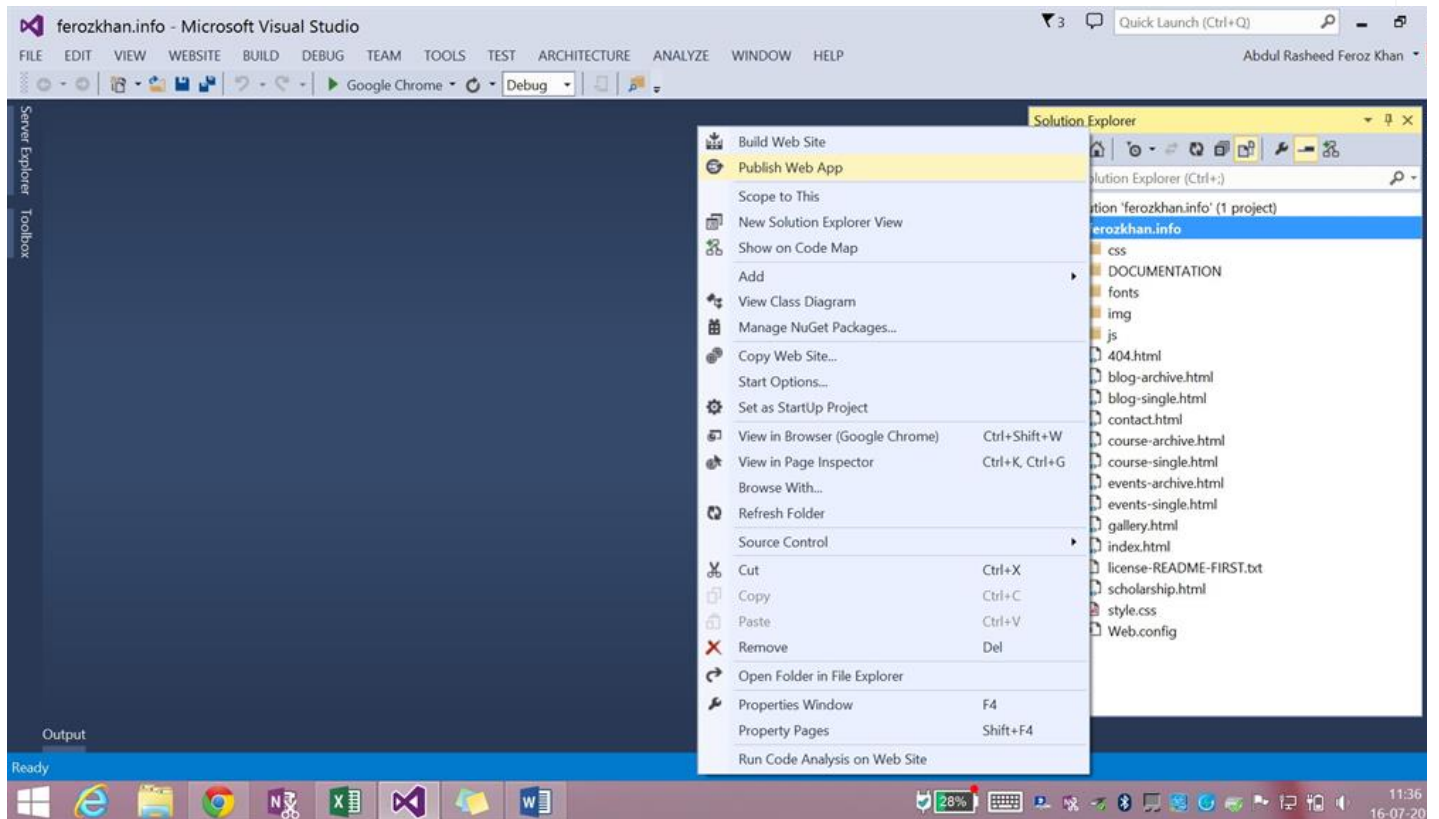 ferozkhan.info - Microsoft Visual Studio
3
Quick Launch (Ctrl+Q)
FILE EDIT VIEW WEBSITE BUILD DEBUG TEAM TOOLS TEST ARCHITECTURE ANALYZE WINDOW HELP
Abdul Rasheed Feroz Khan
Google Chrome
Debug
Server Explorer
Toolbox
Build Web Site
Publish Web App
Scope to This
New Solution Explorer View
Show on Code Map
Add
View Class Diagram
Manage NuGet Packages...
Copy Web Site...
Start Options...
Set as StartUp Project
View in Browser (Google Chrome) Ctrl+Shift+W
View in Page Inspector Ctrl+K, Ctrl+G
Browse With...
Refresh Folder
Source Control
Cut Ctrl+X
Copy Ctrl+C
Paste Ctrl+V
Remove Del
Open Folder in File Explorer
Properties Window F4
Property Pages Shift+F4
Run Code Analysis on Web Site
Solution Explorer
olution Explorer (Ctrl+;)
ution 'ferozkhan.info' (1 project)
erozkhan.info
css
DOCUMENTATION
fonts
img
js
404.html
blog-archive.html
blog-single.html
contact.html
course-archive.html
course-single.html
events-archive.html
events-single.html
gallery.html
index.html
license-README-FIRST.txt
scholarship.html
style.css
Web.config
Output
Ready
28%
11:36
16-07-20